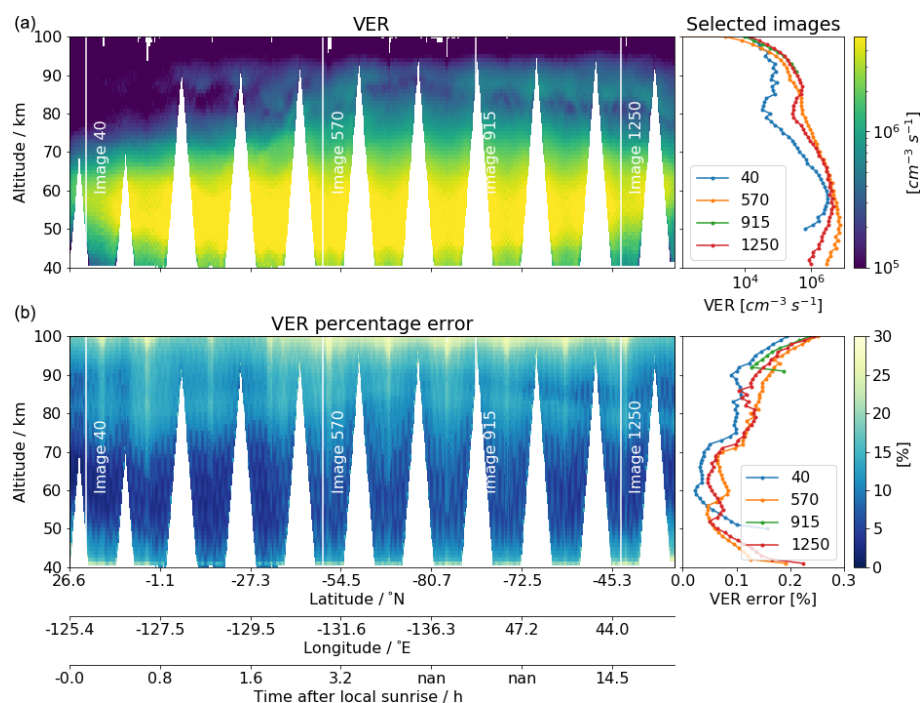 (a)
VER
Selected images
100
90
80
70
60
50
40
Altitude / km
Image 40
Image 570
Image 915
Image 1250
40
570
915
1250
10^4
10^6
VER [cm^-3 s^-1]
10^6
10^5
[cm^-3 s^-1]
(b)
VER percentage error
100
90
80
70
60
50
40
Altitude / km
Image 40
Image 570
Image 915
Image 1250
40
570
915
1250
30
25
20
15
10
5
0
[%]
26.6 -1.1 -27.3 -54.5 -80.7 -72.5 -45.3
Latitude / °N
0.0 0.1 0.2 0.3
VER error [%]
-125.4 -127.5 -129.5 -131.6 -136.3 47.2 44.0
Longitude / °E
-0.0 0.8 1.6 3.2 nan nan 14.5
Time after local sunrise / h